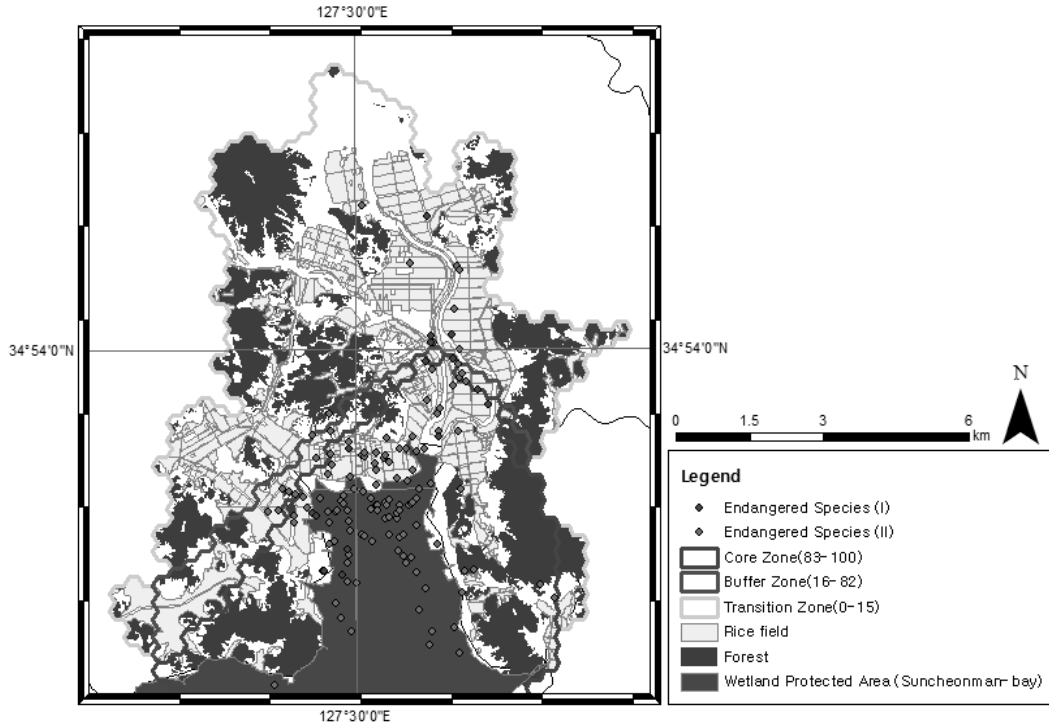 127°30'0"E
34°54'0"N
34°54'0"N
N
0 1.5 3 6
km
Legend
Endangered Species (I)
Endangered Species (II)
Core Zone(83-100)
Buffer Zone(16-82)
Transition Zone(0-15)
Rice field
Forest
Wetland Protected Area (Suncheonman-bay)
127°30'0"E